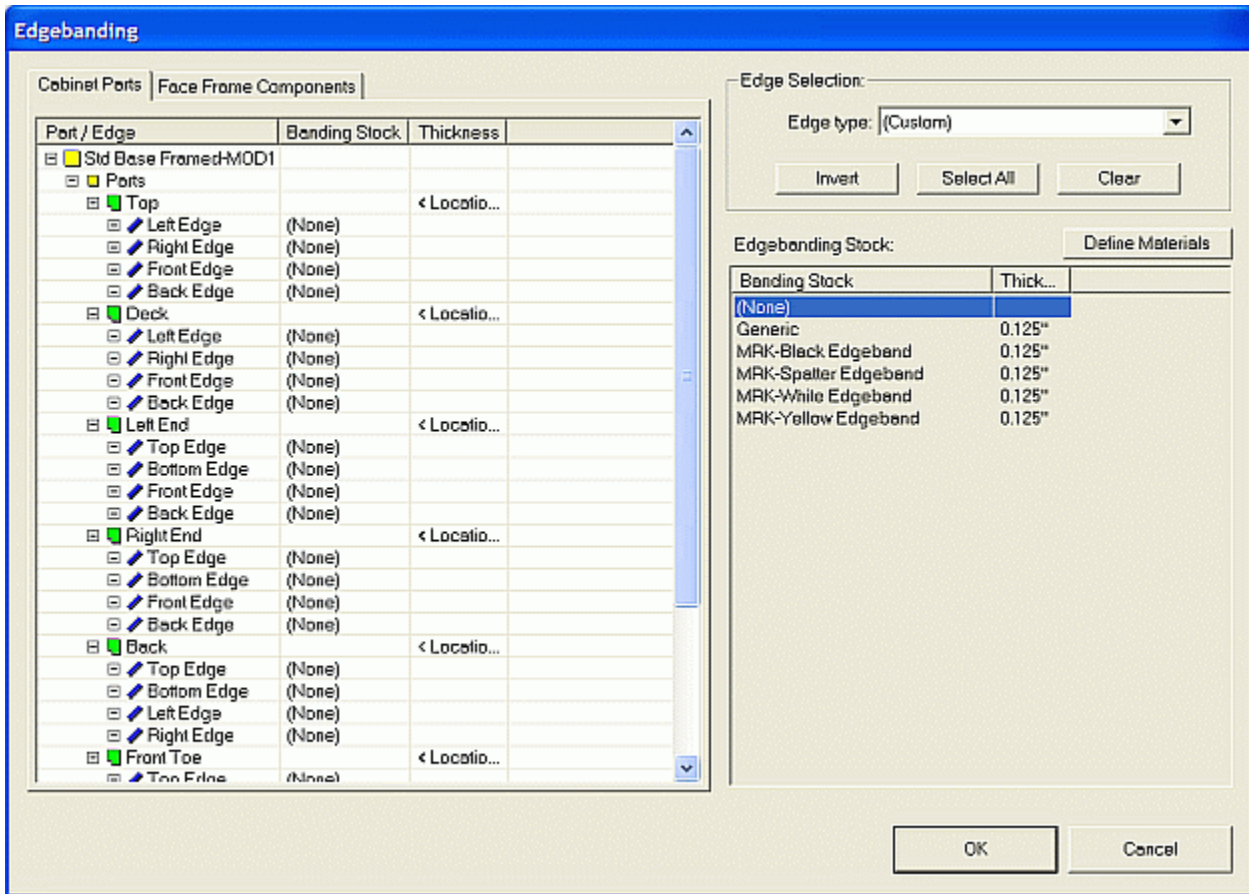 Edgebanding
Cabinet Parts Face Frame Components
Part / Edge Banding Stock Thickness
Std Base Framed-MOD1
Parts
Top < Locatio...
Left Edge (None)
Right Edge (None)
Front Edge (None)
Back Edge (None)
Deck < Locatio...
Left Edge (None)
Right Edge (None)
Front Edge (None)
Back Edge (None)
Left End < Locatio...
Top Edge (None)
Bottom Edge (None)
Front Edge (None)
Back Edge (None)
Right End < Locatio...
Top Edge (None)
Bottom Edge (None)
Front Edge (None)
Back Edge (None)
Back < Locatio...
Top Edge (None)
Bottom Edge (None)
Left Edge (None)
Right Edge (None)
Front Toe < Locatio...
Top Edge (None)
Edge Selection:
Edge type: (Custom)
Invert Select All Clear
Edgebanding Stock: Define Materials
Banding Stock Thick...
(None)
Generic 0.125"
MRK-Black Edgeband 0.125"
MRK-Spatter Edgeband 0.125"
MRK-White Edgeband 0.125"
MRK-Yellow Edgeband 0.125"
OK Cancel